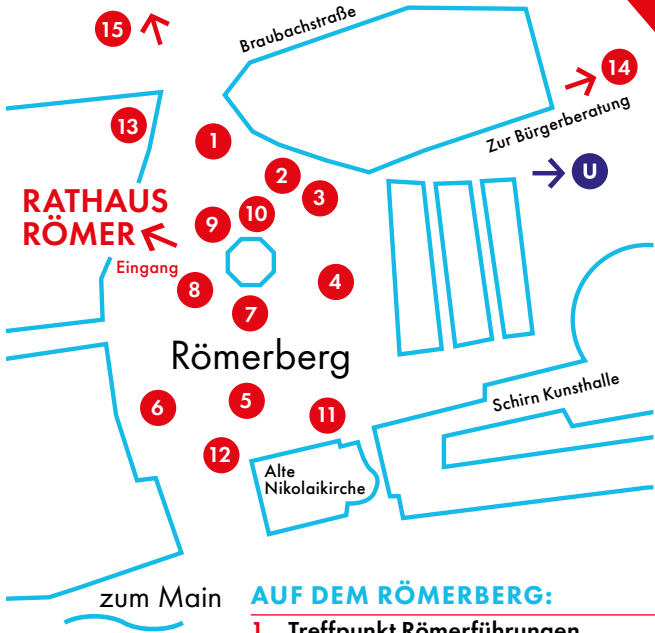 15
Braubachstraße
14
13
1
Zur Bürgerberatung
2
U
3
RATHAUS
RÖMER
10
9
Eingang
4
8
7
Römerberg
Schirn Kunsthalle
5
6
11
12
Alte
Nikolaikirche
zum Main
AUF DEM RÖMERBERG:
1 Treffpunkt Römerführungen